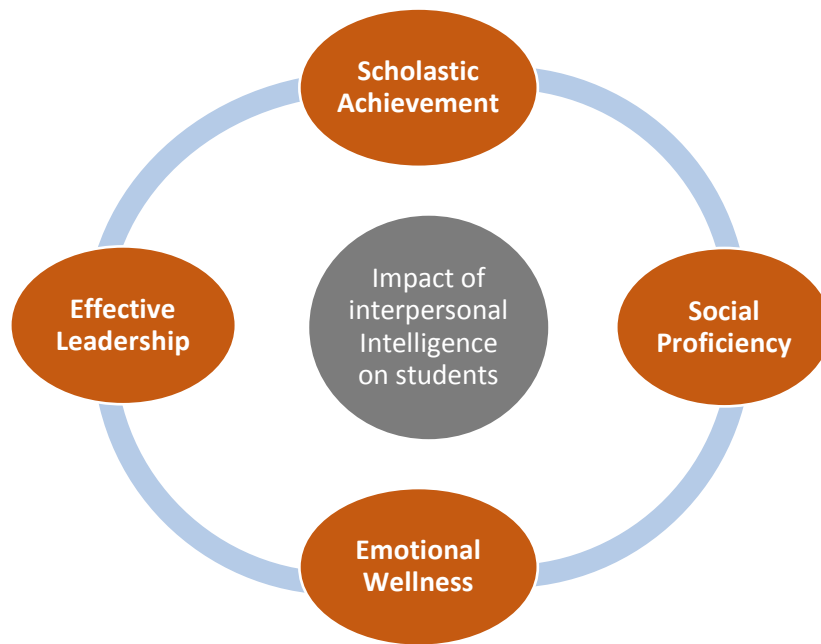 Scholastic
Achievement
Impact of
interpersonal
Intelligence
on students
Effective
Leadership
Social
Proficiency
Emotional
Wellness